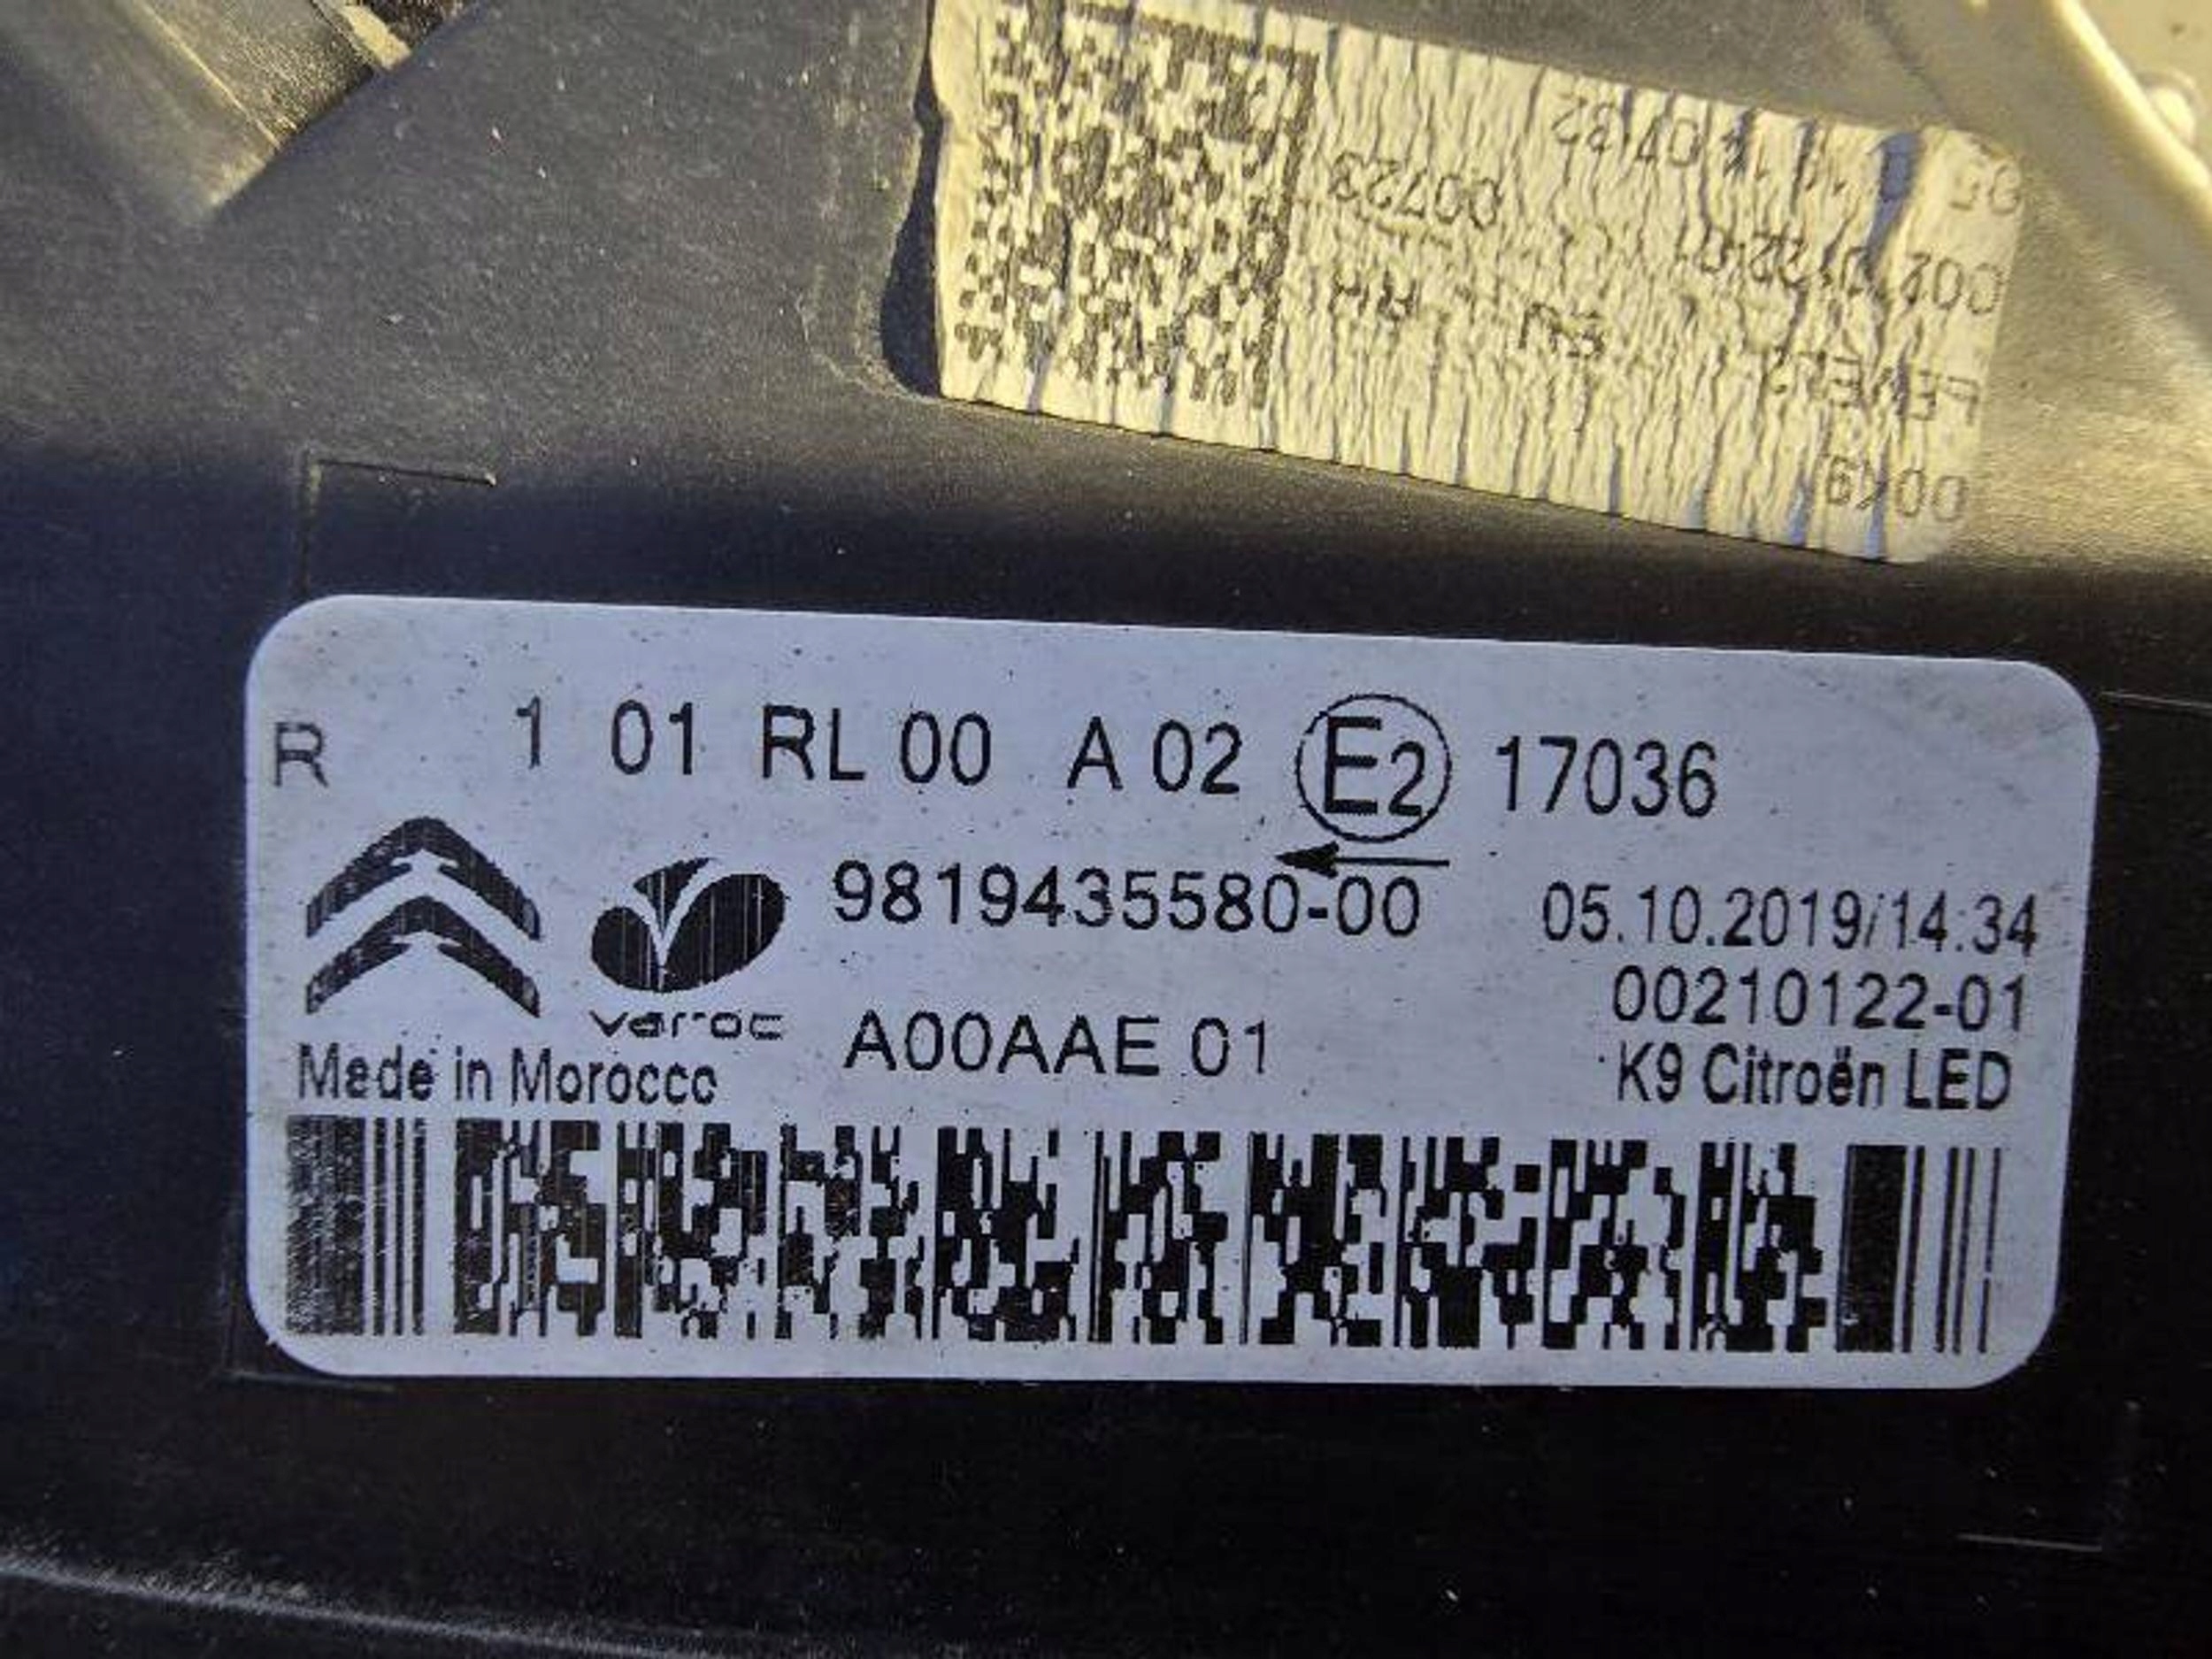 00723
R 1 01 RL 00 A 02 E2 17036
9819435580-00 05.10.2019/14:34
varroc 00210122-01
A00AAE 01
Made in Morocco K9 Citroën LED